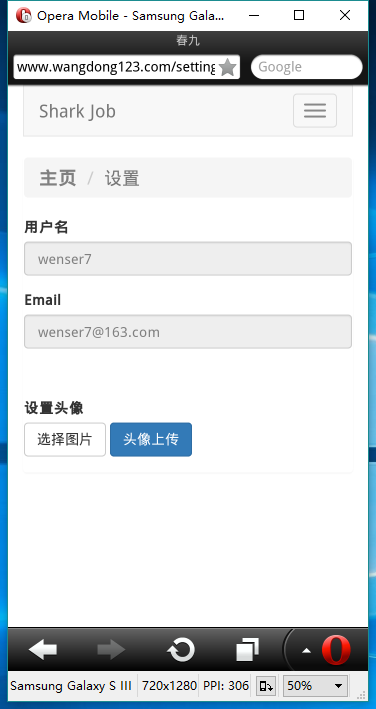 Opera Mobile - Samsung Galax...
春九
www.wangdong123.com/setting
Google
Shark Job
主页 / 设置
用户名
wenser7
Email
wenser7@163.com
设置头像
选择图片 头像上传
Samsung Galaxy S III 720x1280 PPI: 306 50%